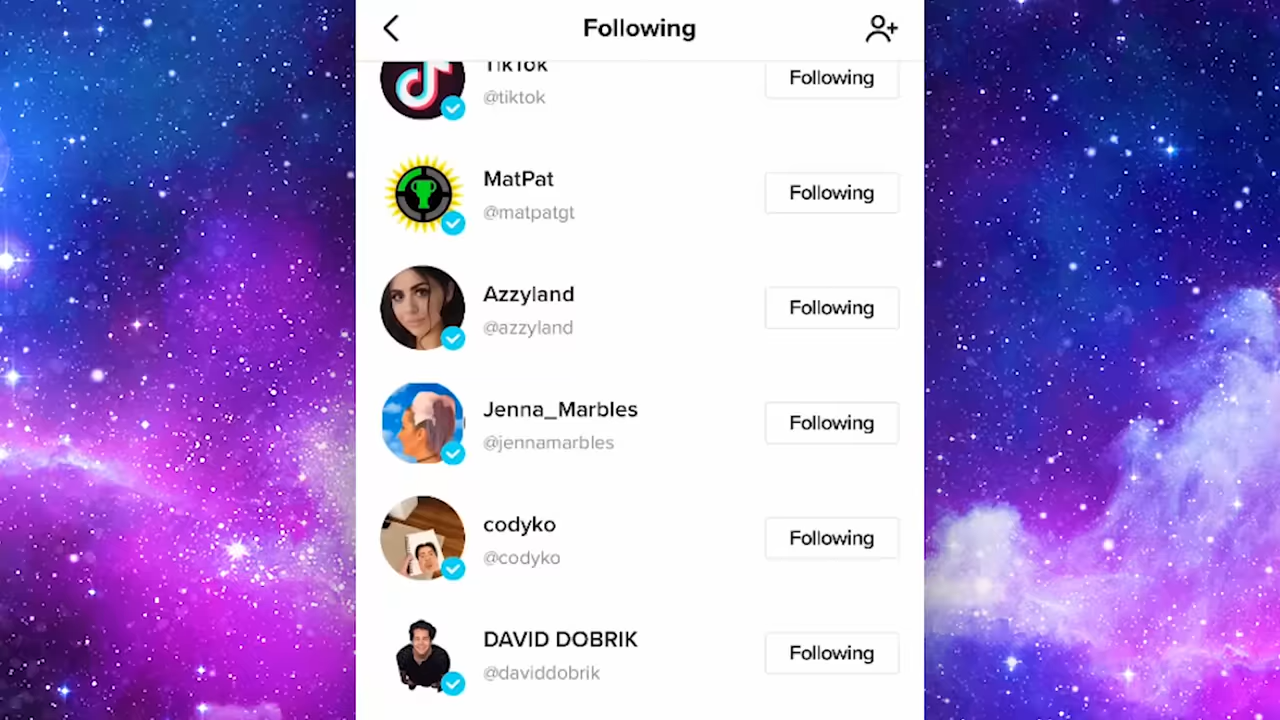 Following
TikTok
@tiktok
Following
MatPat
@matpatgt
Following
Azzyland
@azzyland
Following
Jenna_Marbles
@jennamarbles
Following
codyko
@codyko
Following
DAVID DOBRIK
@daviddobrik
Following